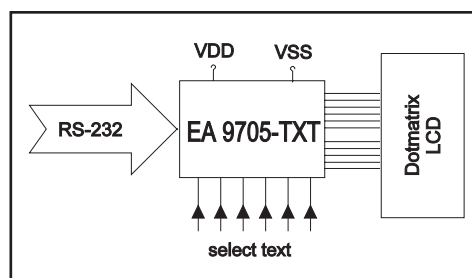 VDD VSS
RS-232
EA 9705-TXT
Dotmatrix
LCD
select text